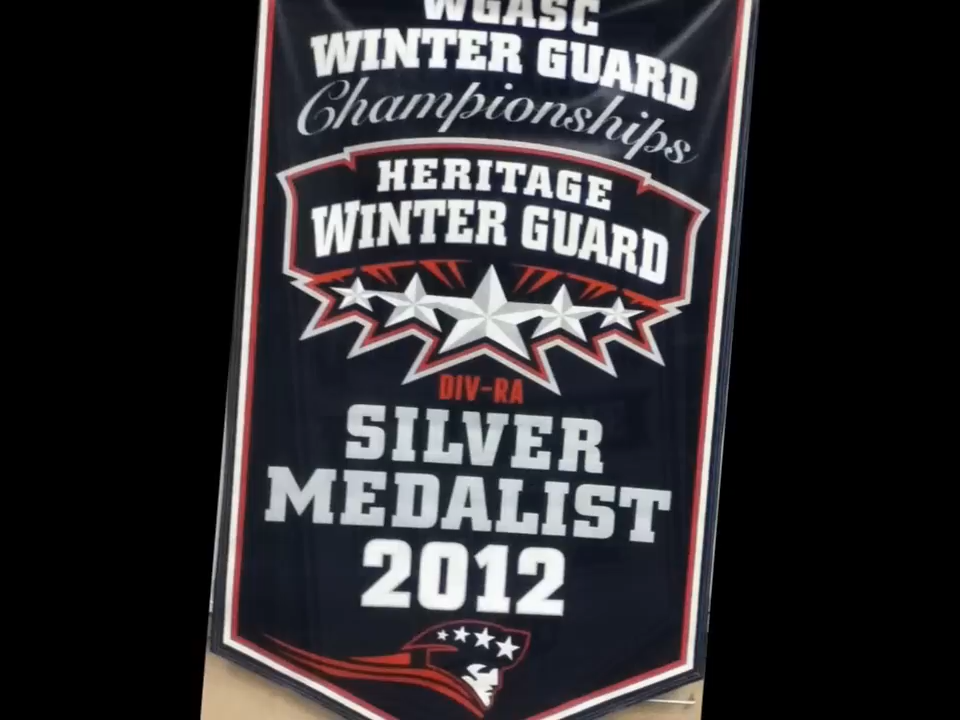 WGASC
WINTER GUARD
Championships
HERITAGE
WINTER GUARD
DIV-RA
SILVER
MEDALIST
2012